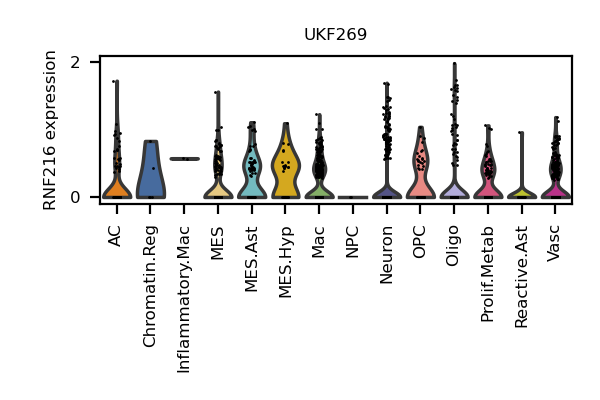 UKF269
RNF216 expression
2
0
AC
Chromatin.Reg
Inflammatory.Mac
MES
MES.Ast
MES.Hyp
Mac
NPC
Neuron
OPC
Oligo
Prolif.Metab
Reactive.Ast
Vasc